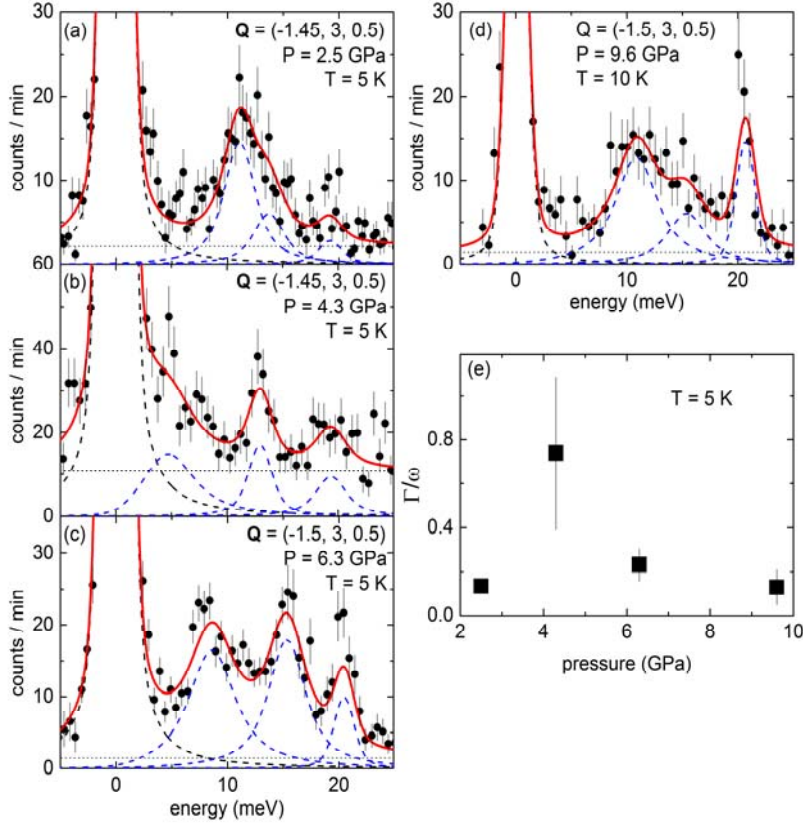 (a)
Q = (-1.45, 3, 0.5)
P = 2.5 GPa
T = 5 K
30
20
10
60
counts / min
(b)
Q = (-1.45, 3, 0.5)
P = 4.3 GPa
T = 5 K
40
20
0
counts / min
(c)
Q = (-1.5, 3, 0.5)
P = 6.3 GPa
T = 5 K
30
20
10
0
counts / min
0 10 20
energy (meV)
(d)
Q = (-1.5, 3, 0.5)
P = 9.6 GPa
T = 10 K
30
20
10
0
counts / min
0 10 20
energy (meV)
(e)
T = 5 K
0.8
0.4
0.0
Γ/ω
2 4 6 8 10
pressure (GPa)